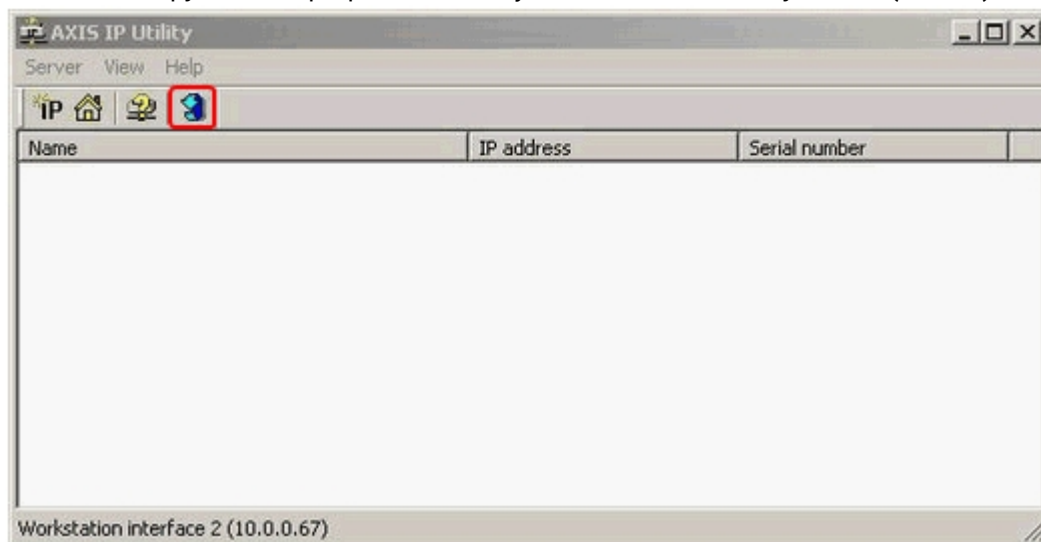 AXIS IP Utility
Server View Help
IP
Name IP address Serial number
Workstation interface 2 (10.0.0.67)